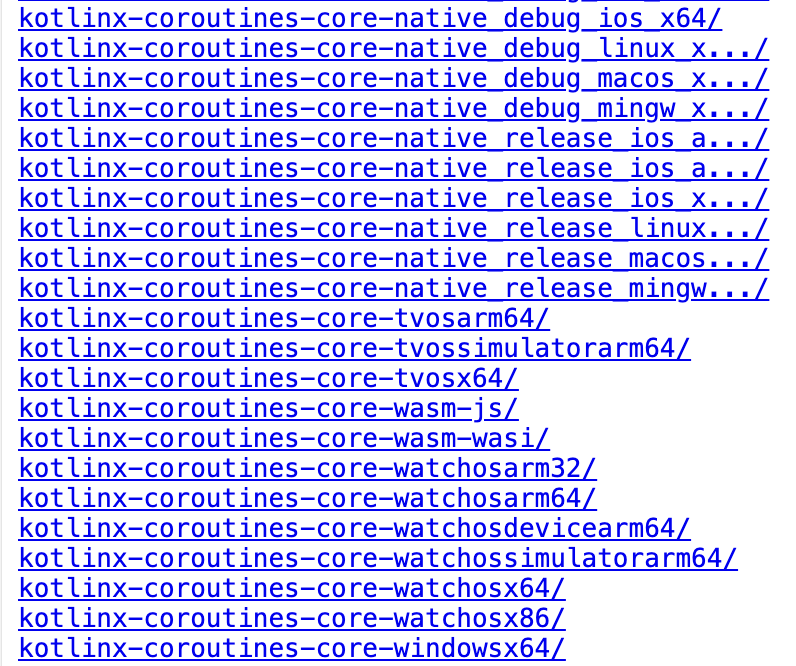 kotlinx-coroutines-core-native_debug_ios_x64/
kotlinx-coroutines-core-native_debug_linux_x.../
kotlinx-coroutines-core-native_debug_macos_x.../
kotlinx-coroutines-core-native_debug_mingw_x.../
kotlinx-coroutines-core-native_release_ios_a.../
kotlinx-coroutines-core-native_release_ios_a.../
kotlinx-coroutines-core-native_release_ios_x.../
kotlinx-coroutines-core-native_release_linux.../
kotlinx-coroutines-core-native_release_macos.../
kotlinx-coroutines-core-native_release_mingw.../
kotlinx-coroutines-core-tvosarm64/
kotlinx-coroutines-core-tvossimulatorarm64/
kotlinx-coroutines-core-tvosx64/
kotlinx-coroutines-core-wasm-js/
kotlinx-coroutines-core-wasm-wasi/
kotlinx-coroutines-core-watchosarm32/
kotlinx-coroutines-core-watchosarm64/
kotlinx-coroutines-core-watchosdevicearm64/
kotlinx-coroutines-core-watchossimulatorarm64/
kotlinx-coroutines-core-watchosx64/
kotlinx-coroutines-core-watchosx86/
kotlinx-coroutines-core-windowsx64/